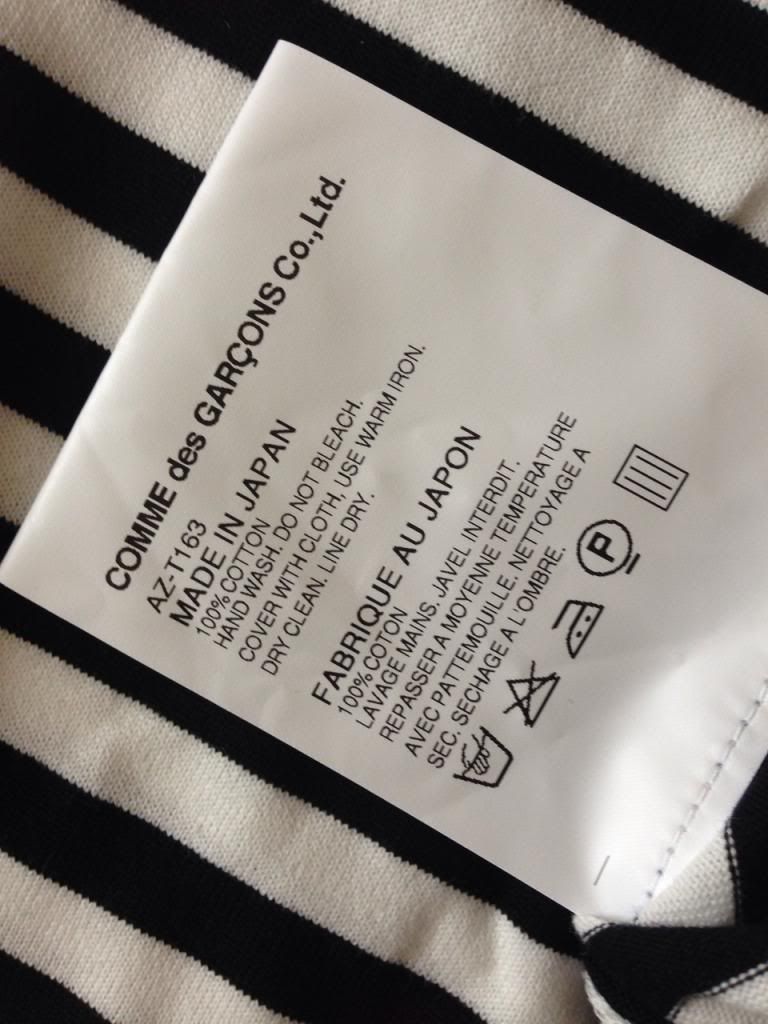 COMME des GARÇONS Co.,Ltd.
AZ-T163
MADE IN JAPAN
100% COTTON
HAND WASH. DO NOT BLEACH.
COVER WITH CLOTH, USE WARM IRON.
DRY CLEAN. LINE DRY.
FABRIQUE AU JAPON
100% COTON
LAVAGE MAINS. JAVEL INTERDIT.
REPASSER A MOYENNE TEMPERATURE
AVEC PATTEMOUILLE. NETTOYAGE A
SEC. SECHAGE A L'OMBRE.
P